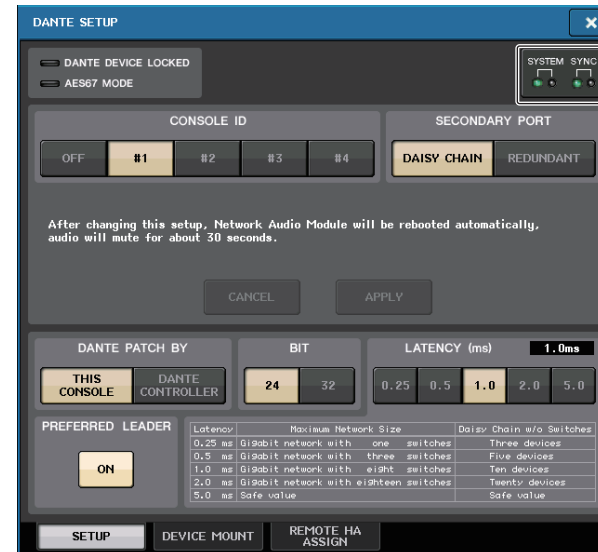 DANTE SETUP
DANTE DEVICE LOCKED
AES67 MODE
SYSTEM SYNC
CONSOLE ID
OFF #1 #2 #3 #4
SECONDARY PORT
DAISY CHAIN REDUNDANT
After changing this setup, Network Audio Module will be rebooted automatically,
audio will mute for about 30 seconds.
CANCEL APPLY
DANTE PATCH BY
THIS CONSOLE
DANTE CONTROLLER
BIT
24 32
LATENCY (ms) 1.0ms
0.25 0.5 1.0 2.0 5.0
PREFERRED LEADER
ON
Latency Maximum Network Size Daisy Chain w/o Switches
0.25 ms Gigabit network with one switches Three devices
0.5 ms Gigabit network with three switches Five devices
1.0 ms Gigabit network with eight switches Ten devices
2.0 ms Gigabit network with eighteen switches Twenty devices
5.0 ms Safe value Safe value
SETUP DEVICE MOUNT REMOTE HA ASSIGN